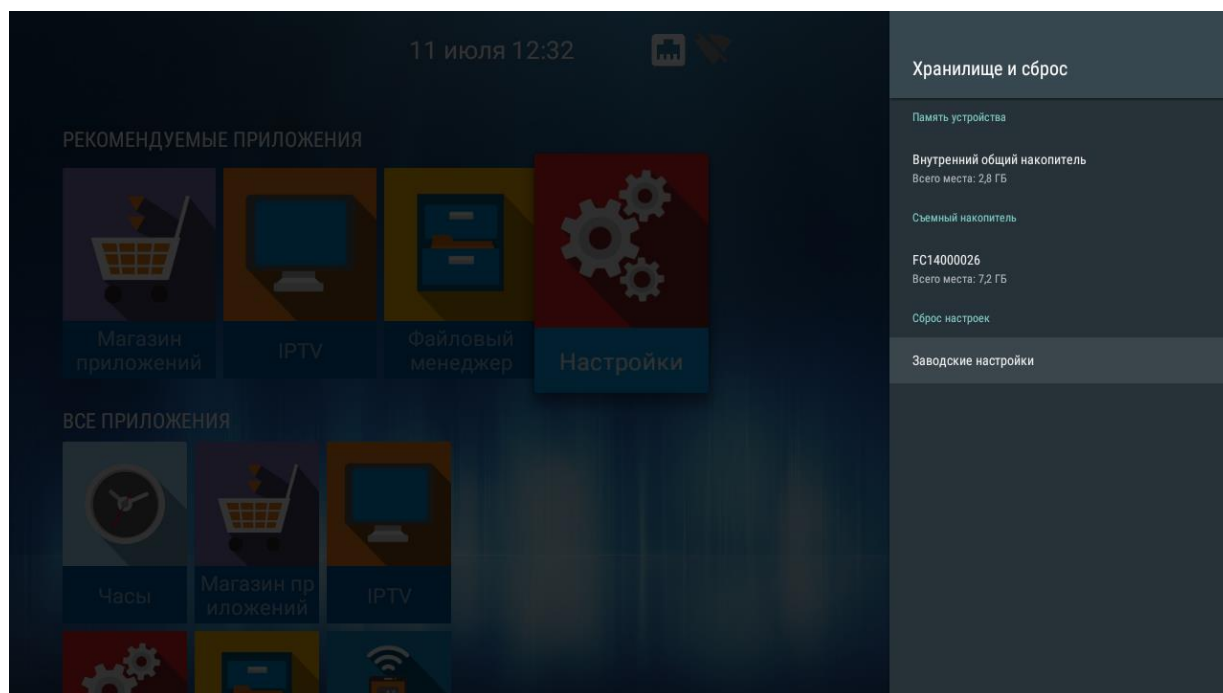 11 июля 12:32
РЕКОМЕНДУЕМЫЕ ПРИЛОЖЕНИЯ
Магазин
приложений
IPTV
Файловый
менеджер
Настройки
ВСЕ ПРИЛОЖЕНИЯ
Часы
Магазин пр
иложений
IPTV
Хранилище и сброс
Память устройства
Внутренний общий накопитель
Всего места: 2,8 ГБ
Съемный накопитель
FC14000026
Всего места: 7,2 ГБ
Сброс настроек
Заводские настройки